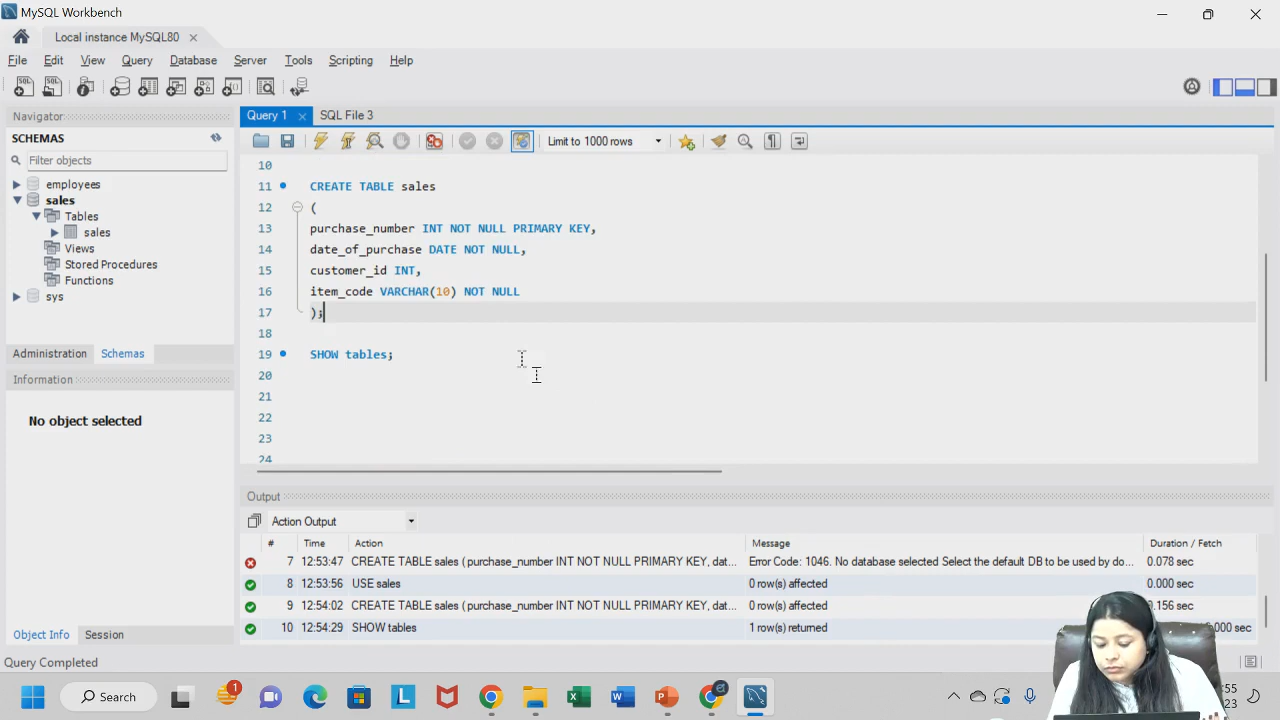 MySQL Workbench
Local instance MySQL80
File Edit View Query Database Server Tools Scripting Help
Navigator
SCHEMAS
Filter objects
employees
sales
Tables
sales
Views
Stored Procedures
Functions
sys
Administration Schemas
Information
No object selected
Object Info Session
Query Completed
Query 1 SQL File 3
Limit to 1000 rows
10
11 CREATE TABLE sales
12 (
13 purchase_number INT NOT NULL PRIMARY KEY,
14 date_of_purchase DATE NOT NULL,
15 customer_id INT,
16 item_code VARCHAR(10) NOT NULL
17 );
18
19 SHOW tables;
20
21
22
23
24
Output
Action Output
# Time Action Message Duration / Fetch
7 12:53:47 CREATE TABLE sales ( purchase_number INT NOT NULL PRIMARY KEY, dat... Error Code: 1046. No database selected Select the default DB to be used by do... 0.078 sec
8 12:53:56 USE sales 0 row(s) affected 0.000 sec
9 12:54:02 CREATE TABLE sales ( purchase_number INT NOT NULL PRIMARY KEY, dat... 0 row(s) affected 0.156 sec
10 12:54:29 SHOW tables 1 row(s) returned sec
Search
1